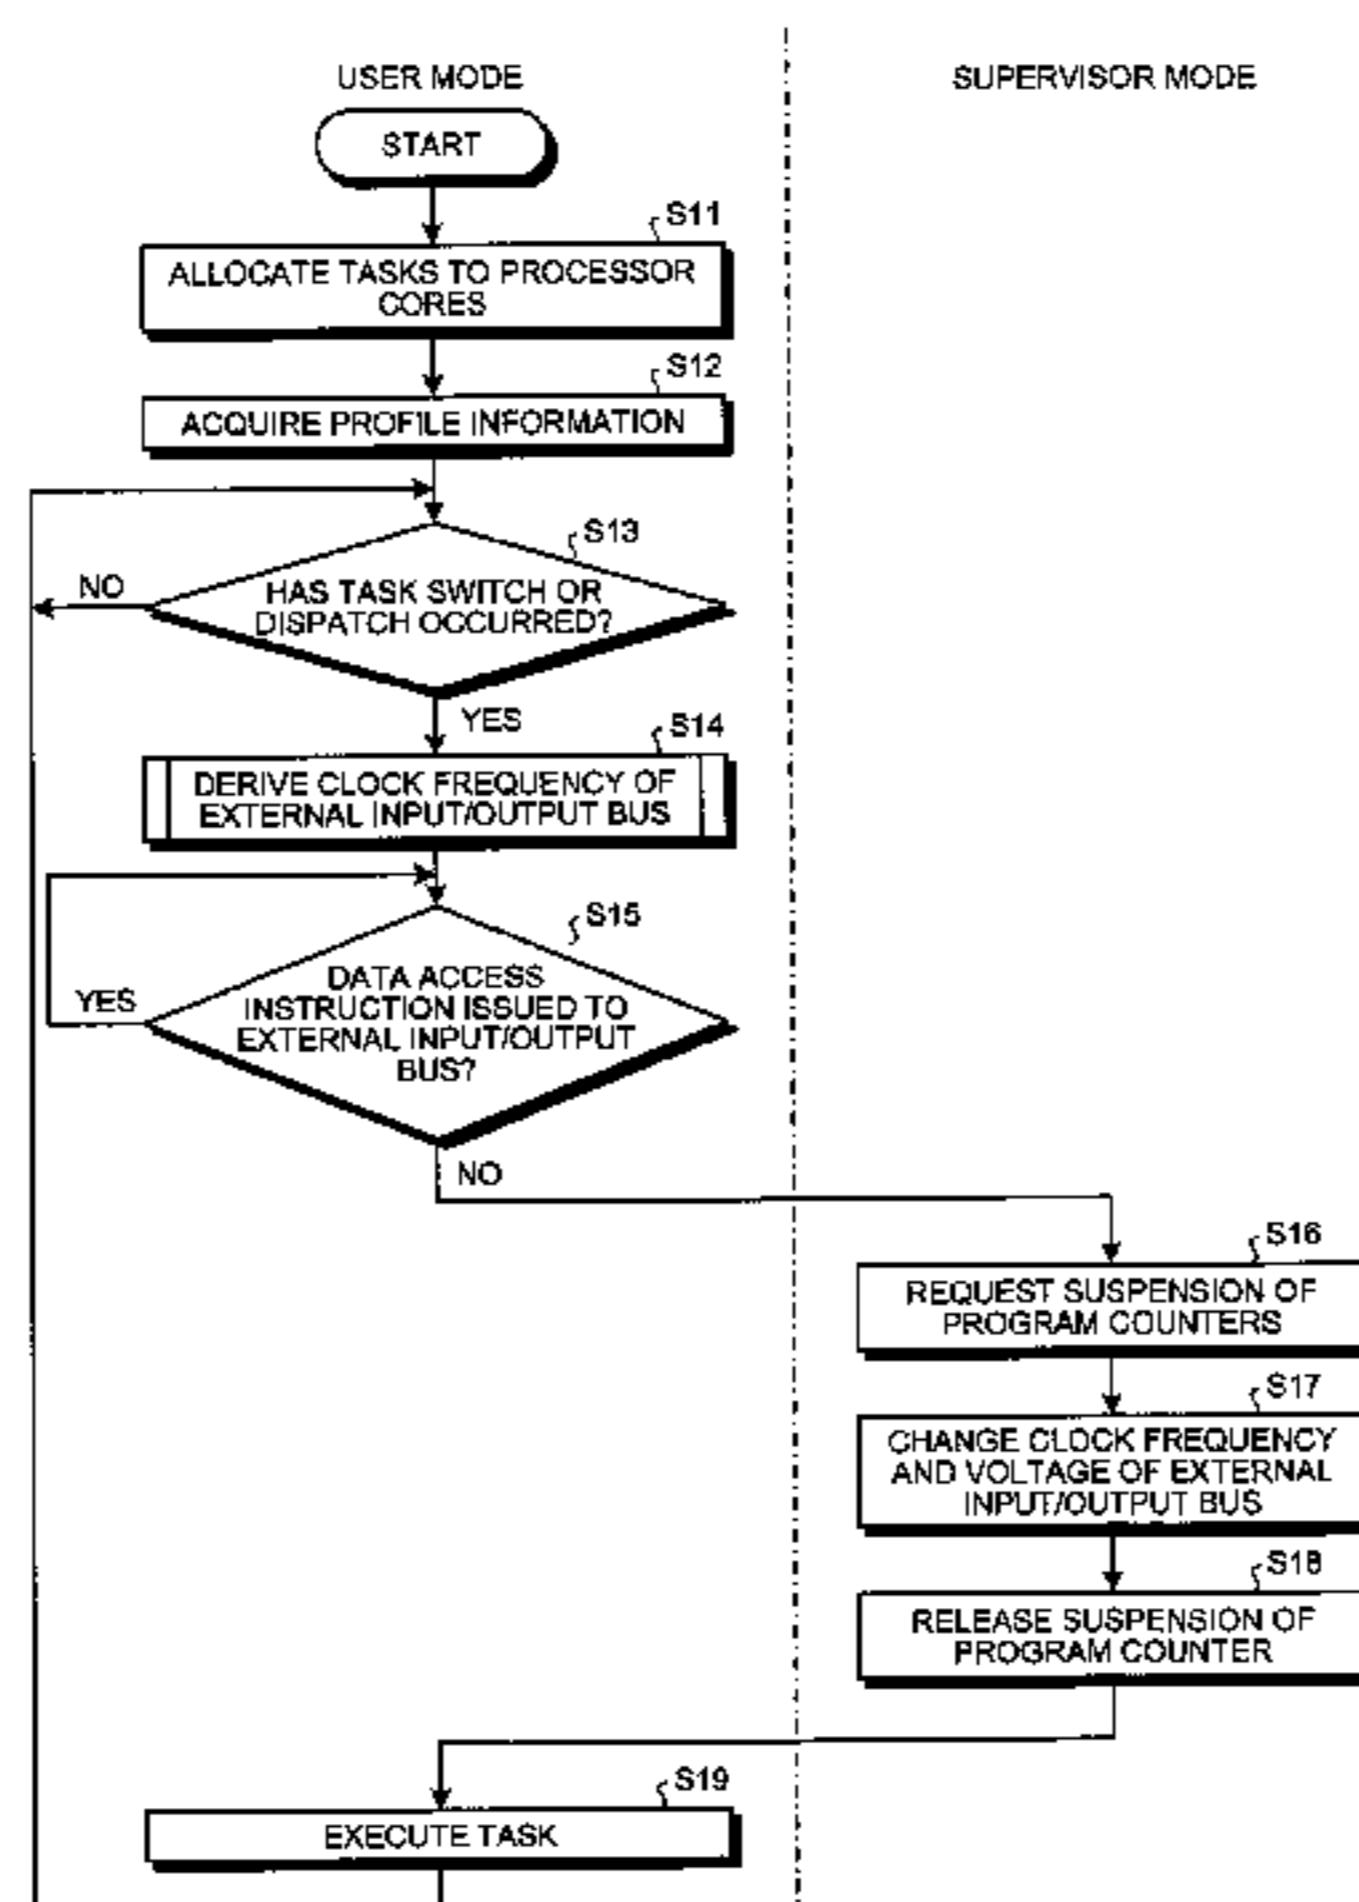 USER MODE
SUPERVISOR MODE
START
S11
ALLOCATE TASKS TO PROCESSOR
CORES
S12
ACQUIRE PROFILE INFORMATION
S13
HAS TASK SWITCH OR
DISPATCH OCCURRED?
NO
YES
S14
DERIVE CLOCK FREQUENCY OF
EXTERNAL INPUT/OUTPUT BUS
S15
DATA ACCESS
INSTRUCTION ISSUED TO
EXTERNAL INPUT/OUTPUT
BUS?
YES
NO
S16
REQUEST SUSPENSION OF
PROGRAM COUNTERS
S17
CHANGE CLOCK FREQUENCY
AND VOLTAGE OF EXTERNAL
INPUT/OUTPUT BUS
S18
RELEASE SUSPENSION OF
PROGRAM COUNTER
S19
EXECUTE TASK